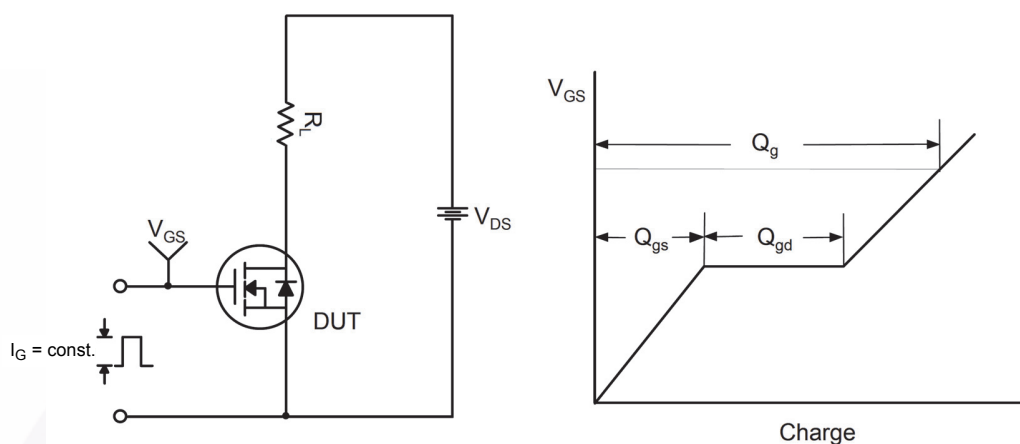 R_L
V_GS
V_DS
DUT
I_G = const.
V_GS
Q_g
Q_gs
Q_gd
Charge